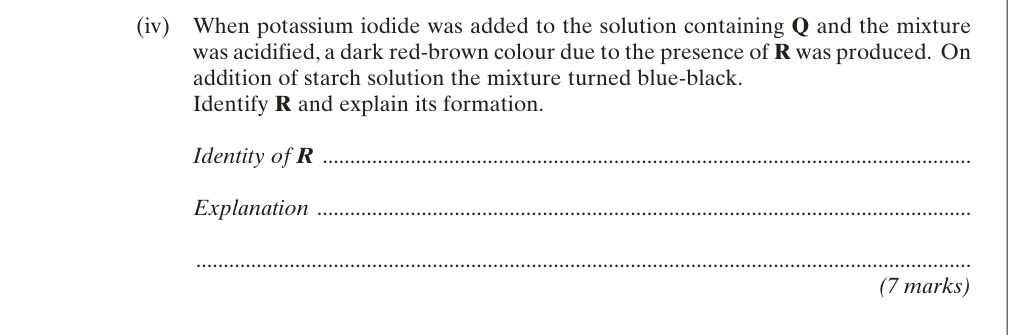 (iv) When potassium iodide was added to the solution containing Q and the mixture
was acidified, a dark red-brown colour due to the presence of R was produced. On
addition of starch solution the mixture turned blue-black.
Identify R and explain its formation.
Identity of R ................................................................
Explanation ................................................................
................................................................
(7 marks)